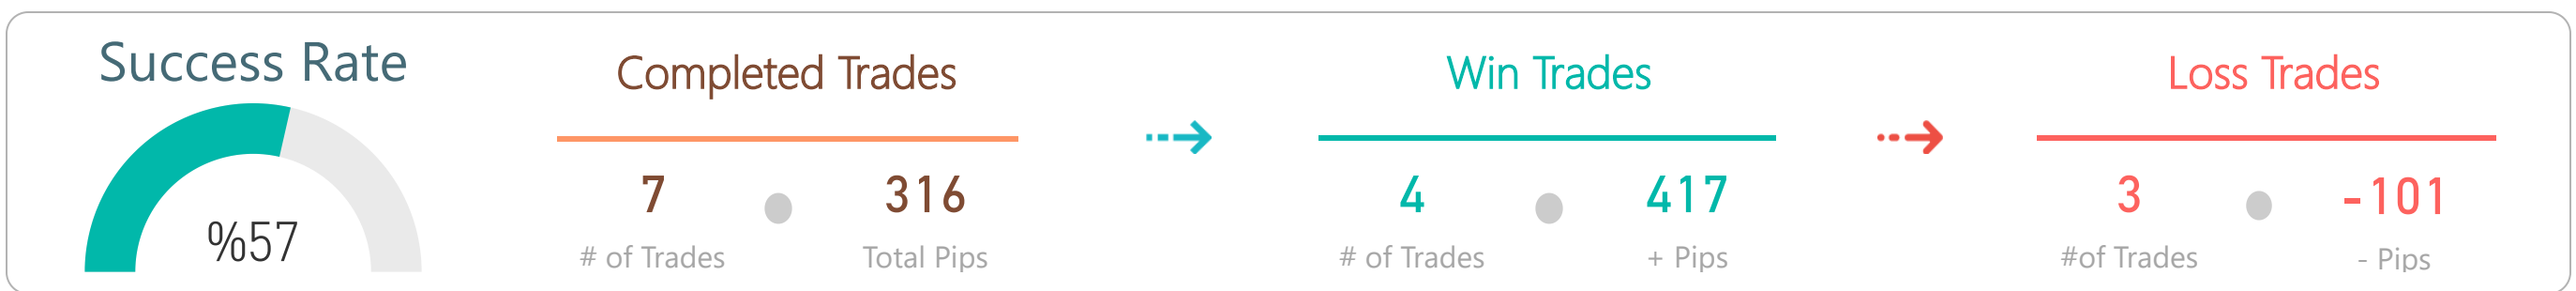 Success Rate
%57
Completed Trades
7 316
# of Trades Total Pips
Win Trades
4 417
# of Trades + Pips
Loss Trades
3 -101
#of Trades - Pips